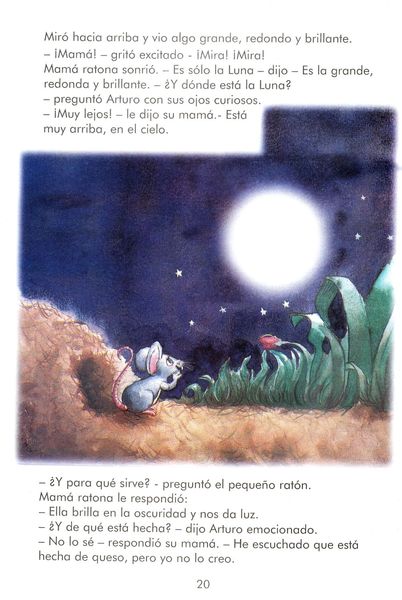 Miró hacia arriba y vio algo grande, redondo y brillante.
– ¡Mamá! – gritó excitado - ¡Mira! ¡Mira!
Mamá ratona sonrió. – Es sólo la Luna – dijo – Es la grande,
redonda y brillante. – ¿Y dónde está la Luna?
– preguntó Arturo con sus ojos curiosos.
– ¡Muy lejos! – le dijo su mamá.- Está
muy arriba, en el cielo.
– ¿Y para qué sirve? - preguntó el pequeño ratón.
Mamá ratona le respondió:
– Ella brilla en la oscuridad y nos da luz.
– ¿Y de qué está hecha? – dijo Arturo emocionado.
– No lo sé – respondió su mamá. – He escuchado que está
hecha de queso, pero yo no lo creo.
20